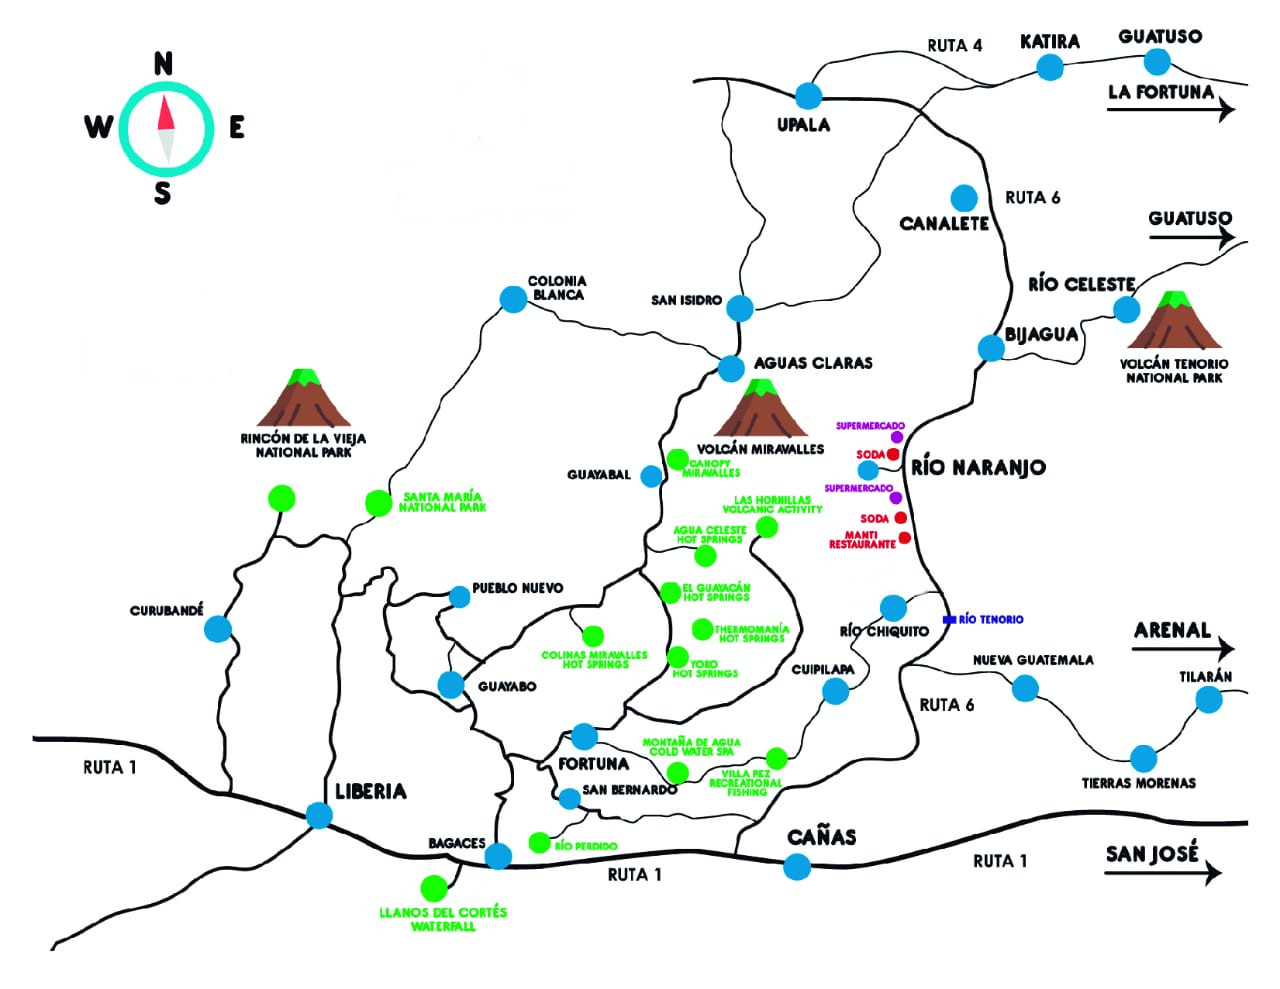 N
W
E
S
RUTA 4
KATIRA
GUATUSO
LA FORTUNA
UPALA
RUTA 6
CANALETE
GUATUSO
RÍO CELESTE
COLONIA
BLANCA
SAN ISIDRO
BIJAGUA
AGUAS CLARAS
VOLCÁN TENORIO
NATIONAL PARK
RINCÓN DE LA VIEJA
NATIONAL PARK
VOLCÁN MIRAVALLES
SUPERMERCADO
SODA
RÍO NARANJO
CANOPY
MIRAVALLES
GUAYABAL
SUPERMERCADO
SANTA MARÍA
NATIONAL PARK
LAS HORNILLAS
VOLCANIC ACTIVITY
SODA
AGUA CELESTE
HOT SPRINGS
MANTI
RESTAURANTE
PUEBLO NUEVO
EL GUAYACÁN
HOT SPRINGS
CURUBANDÉ
RÍO TENORIO
RÍO CHIQUITO
THERMOMANÍA
HOT SPRINGS
ARENAL
COLINAS MIRAVALLES
HOT SPRINGS
YOKO
HOT SPRINGS
CUIPILAPA
NUEVA GUATEMALA
TILARÁN
GUAYABO
RUTA 6
MONTAÑA DE AGUA
COLD WATER SPA
FORTUNA
RUTA 1
VILLA PEZ
RECREATIONAL
FISHING
TIERRAS MORENAS
LIBERIA
SAN BERNARDO
CAÑAS
BAGACES
RÍO PERDIDO
SAN JOSÉ
RUTA 1
RUTA 1
LLANOS DEL CORTÉS
WATERFALL